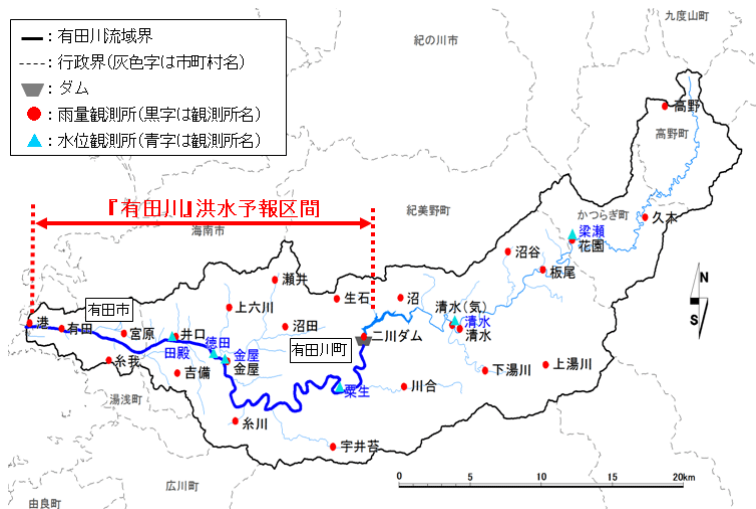 ：有田川流域界
：行政界(灰色字は市町村名)
：ダム
：雨量観測所(黒字は観測所名)
：水位観測所(青字は観測所名)
九度山町
紀の川市
高野
高野町
『有田川』洪水予報区間
紀美野町
かつらぎ町
久木
海南市
梁瀬
花園
沼谷
板尾
瀬井
生石
沼
有田市
上六川
清水(気)
清水
清水
港
有田
宮原
井口
沼田
二川ダム
有田川町
徳田
田殿
金屋
金屋
糸我
吉備
粟生
川合
下湯川
上湯川
湯浅町
糸川
宇井苔
広川町
由良町
N
S
0
5
10
15
20km